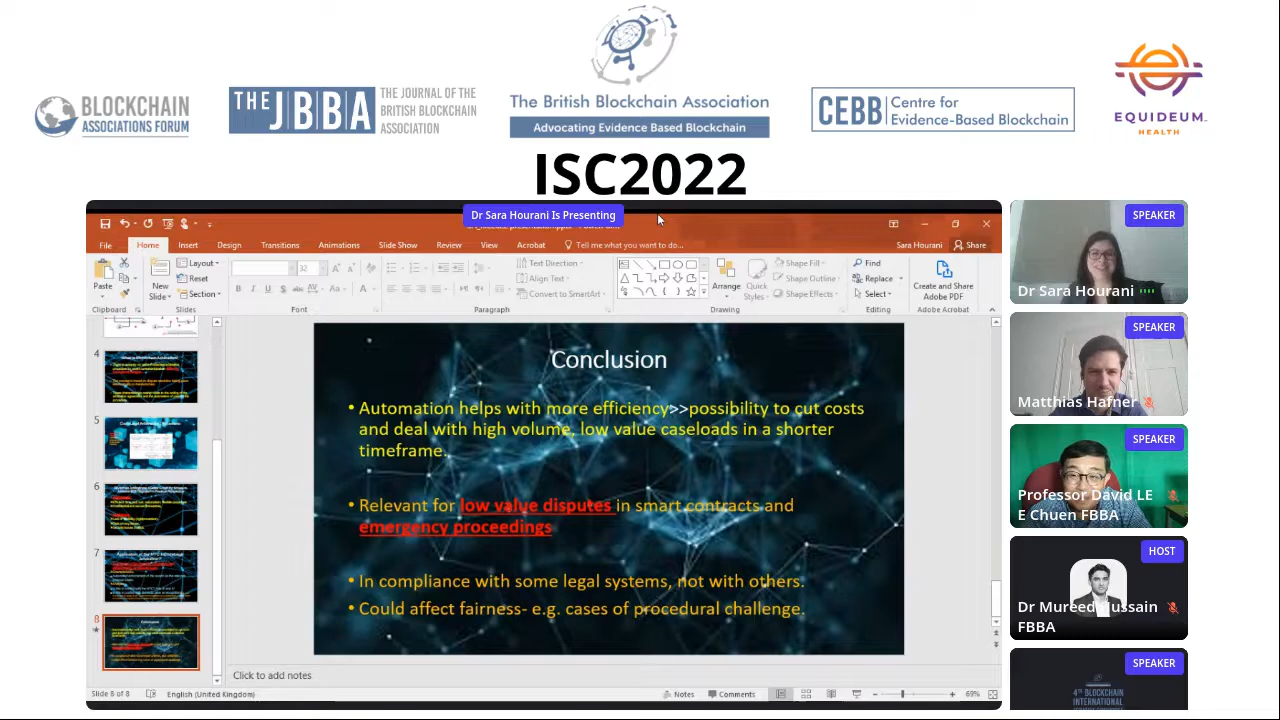 BLOCKCHAIN
ASSOCIATIONS FORUM
THE JBBA
THE JOURNAL OF THE
BRITISH BLOCKCHAIN
ASSOCIATION
The British Blockchain Association
Advocating Evidence Based Blockchain
CEBB
Centre for
Evidence-Based Blockchain
EQUIDEUM
HEALTH
ISC2022
Dr Sara Hourani Is Presenting
File Home Insert Design Transitions Animations Slide Show Review View Acrobat Tell me what you want to do... Sara Hourani Share
Paste
New
Slide
Layout
Reset
Section
32
Text Direction
Align Text
Convert to SmartArt
Arrange
Quick
Styles
Shape Fill
Shape Outline
Shape Effects
Find
Replace
Select
Create and Share
Adobe PDF
Clipboard Slides Font Paragraph Drawing Editing Adobe Acrobat
4
5
6
7
8
Conclusion
• Automation helps with more efficiency>>possibility to cut costs
and deal with high volume, low value caseloads in a shorter
timeframe.
• Relevant for low value disputes in smart contracts and
emergency proceedings
• In compliance with some legal systems, not with others.
• Could affect fairness- e.g. cases of procedural challenge.
Click to add notes
Slide 8 of 8 English (United Kingdom) Notes Comments 69%
SPEAKER
Dr Sara Hourani
SPEAKER
Matthias Hafner
SPEAKER
Professor David LE
E Chuen FBBA
HOST
Dr Mureed Hussain
FBBA
SPEAKER
4TH BLOCKCHAIN
INTERNATIONAL